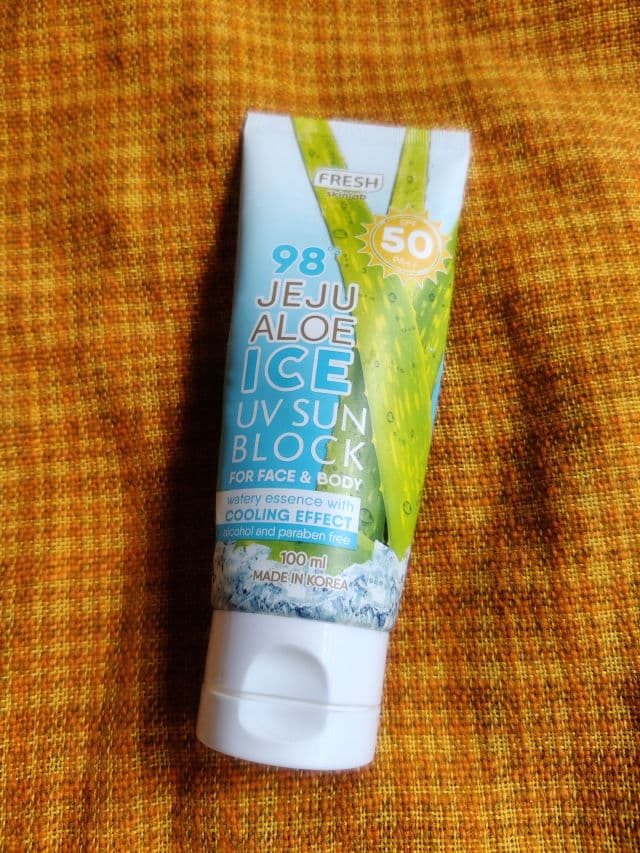 FRESH
skinlab
50
98%
JEJU
ALOE
ICE
UV SUN
BLOCK
FOR FACE & BODY
watery essence with
COOLING EFFECT
alcohol and paraben free
100 ml
MADE IN KOREA